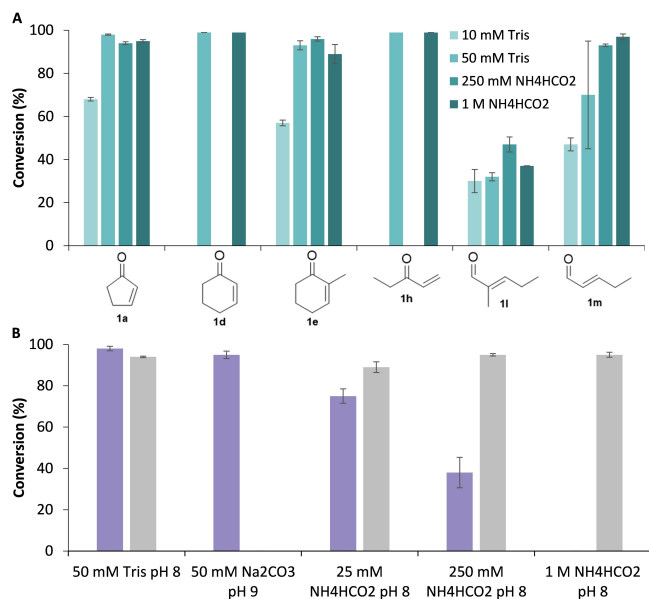 A
100
80
60
40
20
0
Conversion (%)
10 mM Tris
50 mM Tris
250 mM NH4HCO2
1 M NH4HCO2
O
1a
O
1d
O
1e
O
1h
O
1l
O
1m
B
100
80
60
40
20
0
Conversion (%)
50 mM Tris pH 8
50 mM Na2CO3
pH 9
25 mM
NH4HCO2 pH 8
250 mM
NH4HCO2 pH 8
1 M NH4HCO2
pH 8